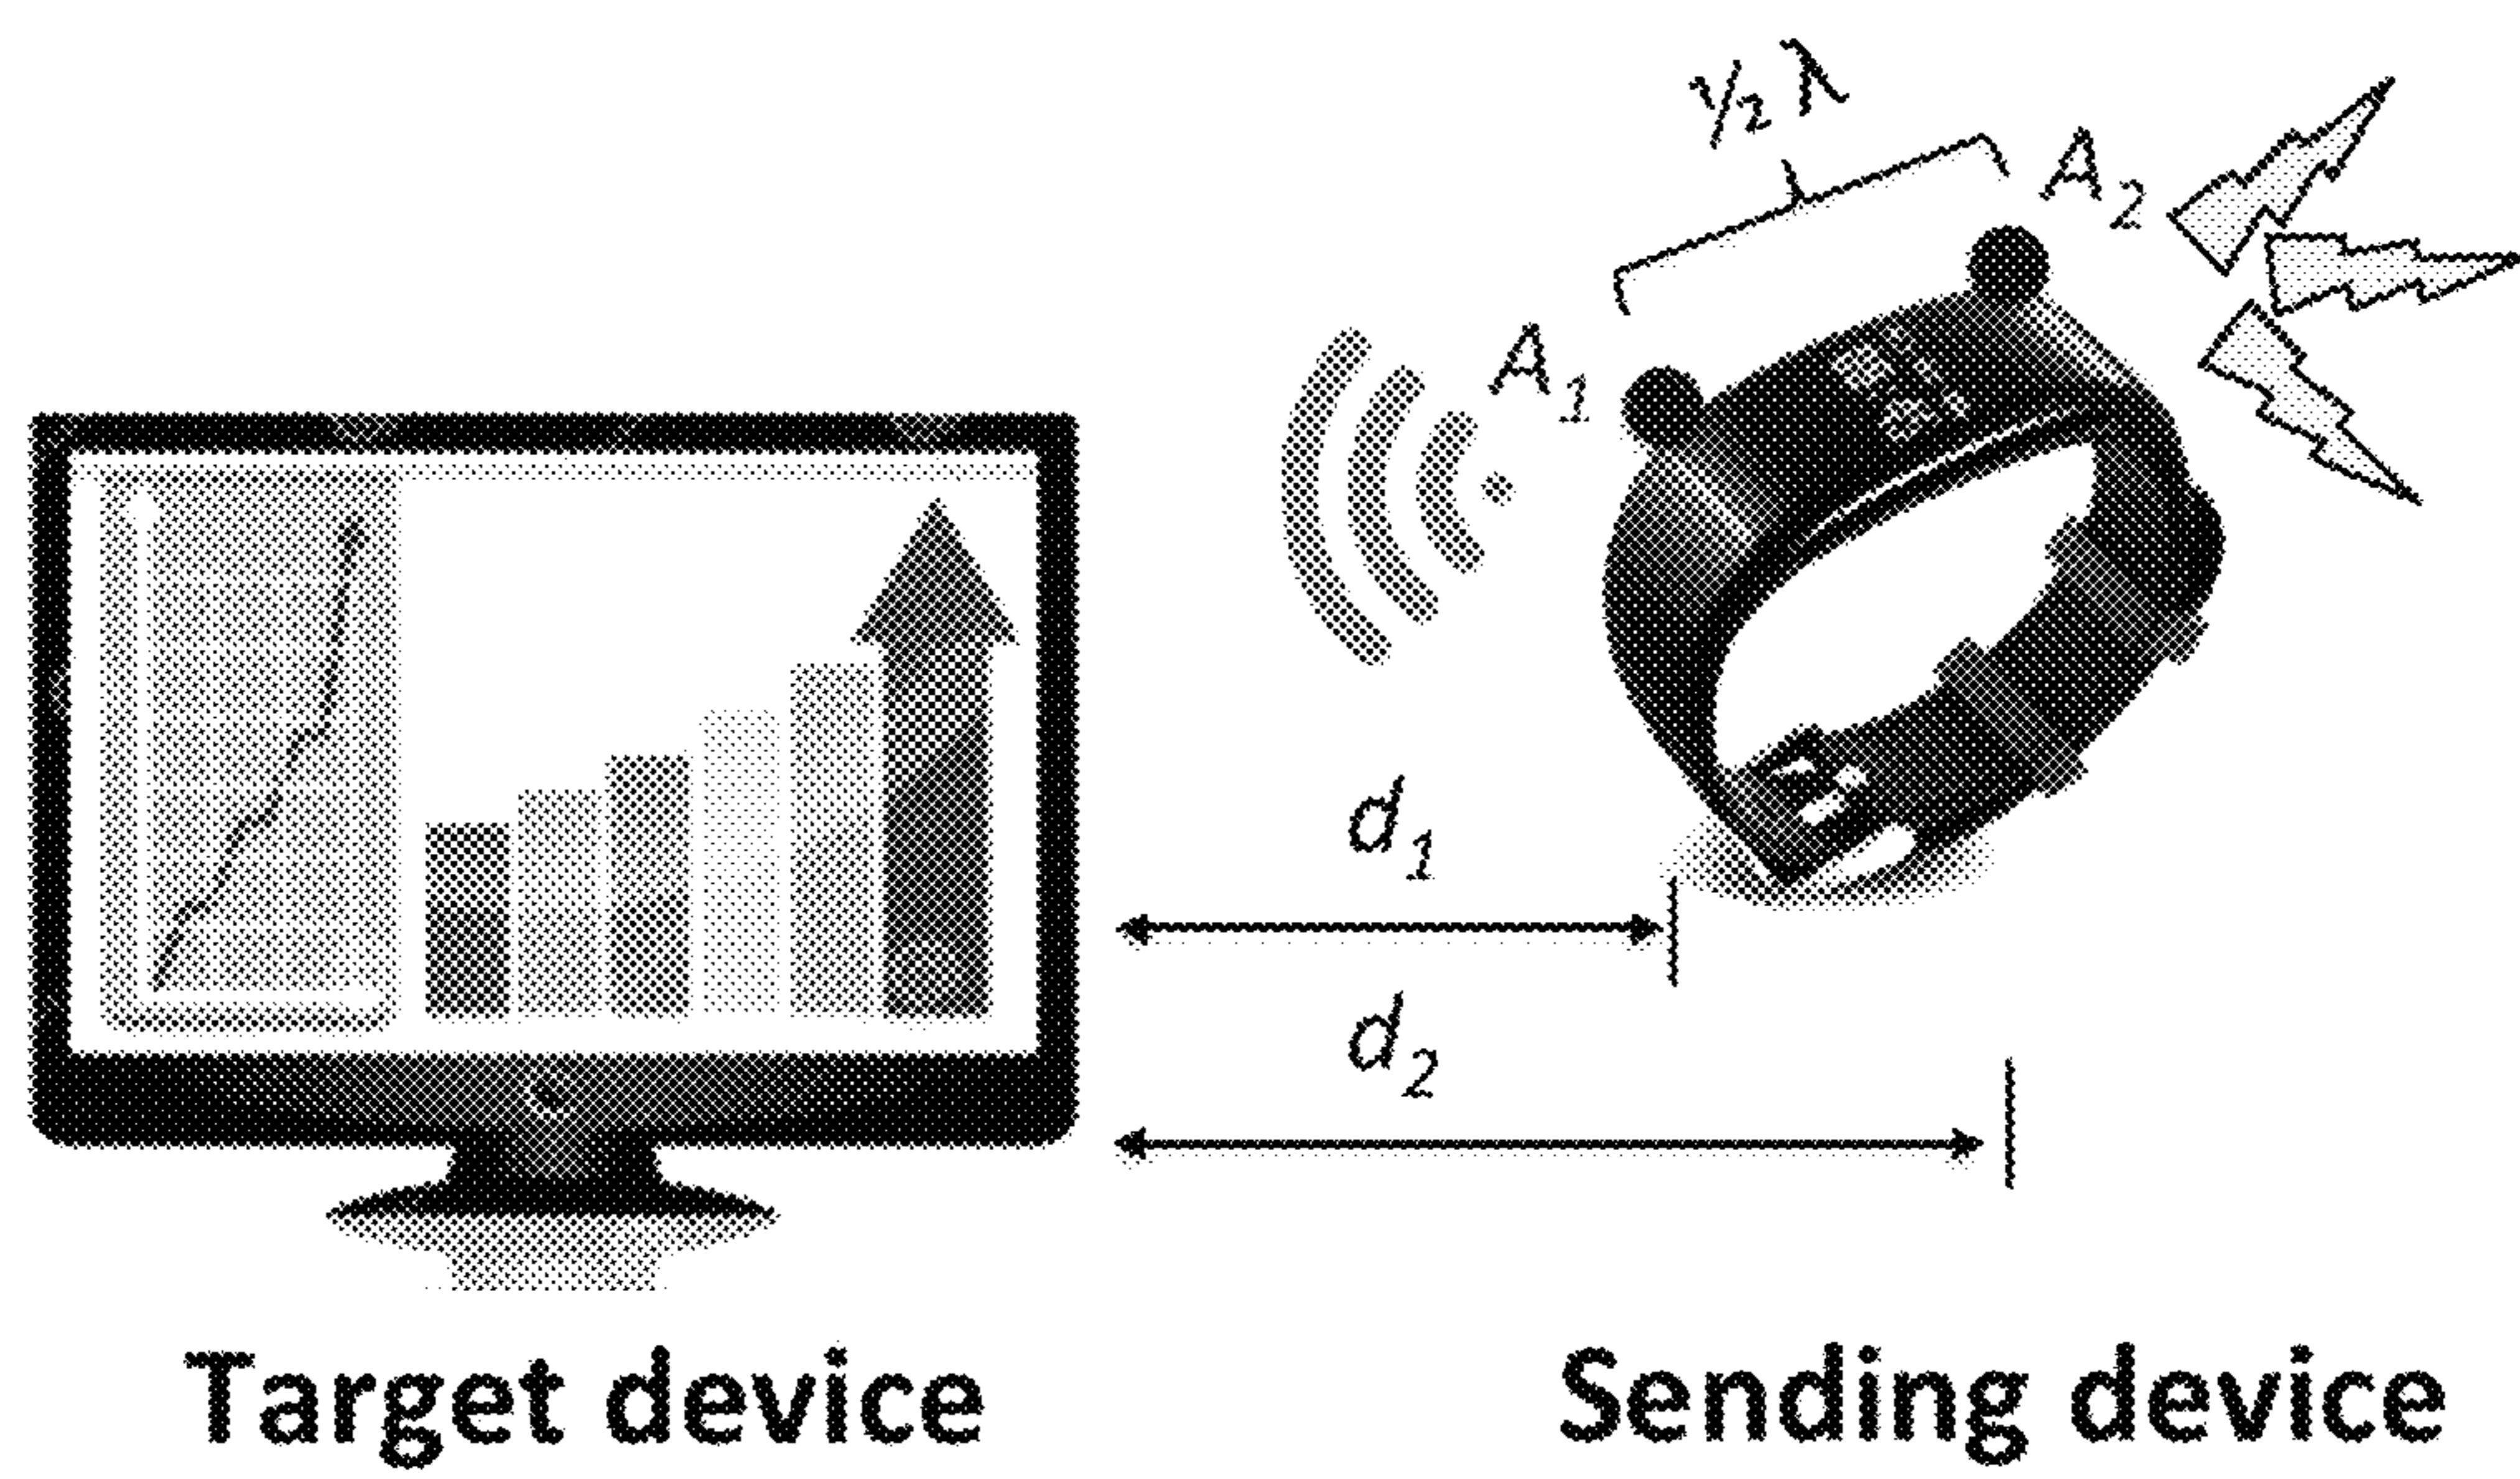 ½ λ
A₂
A₁
d₁
d₂
Target device
Sending device